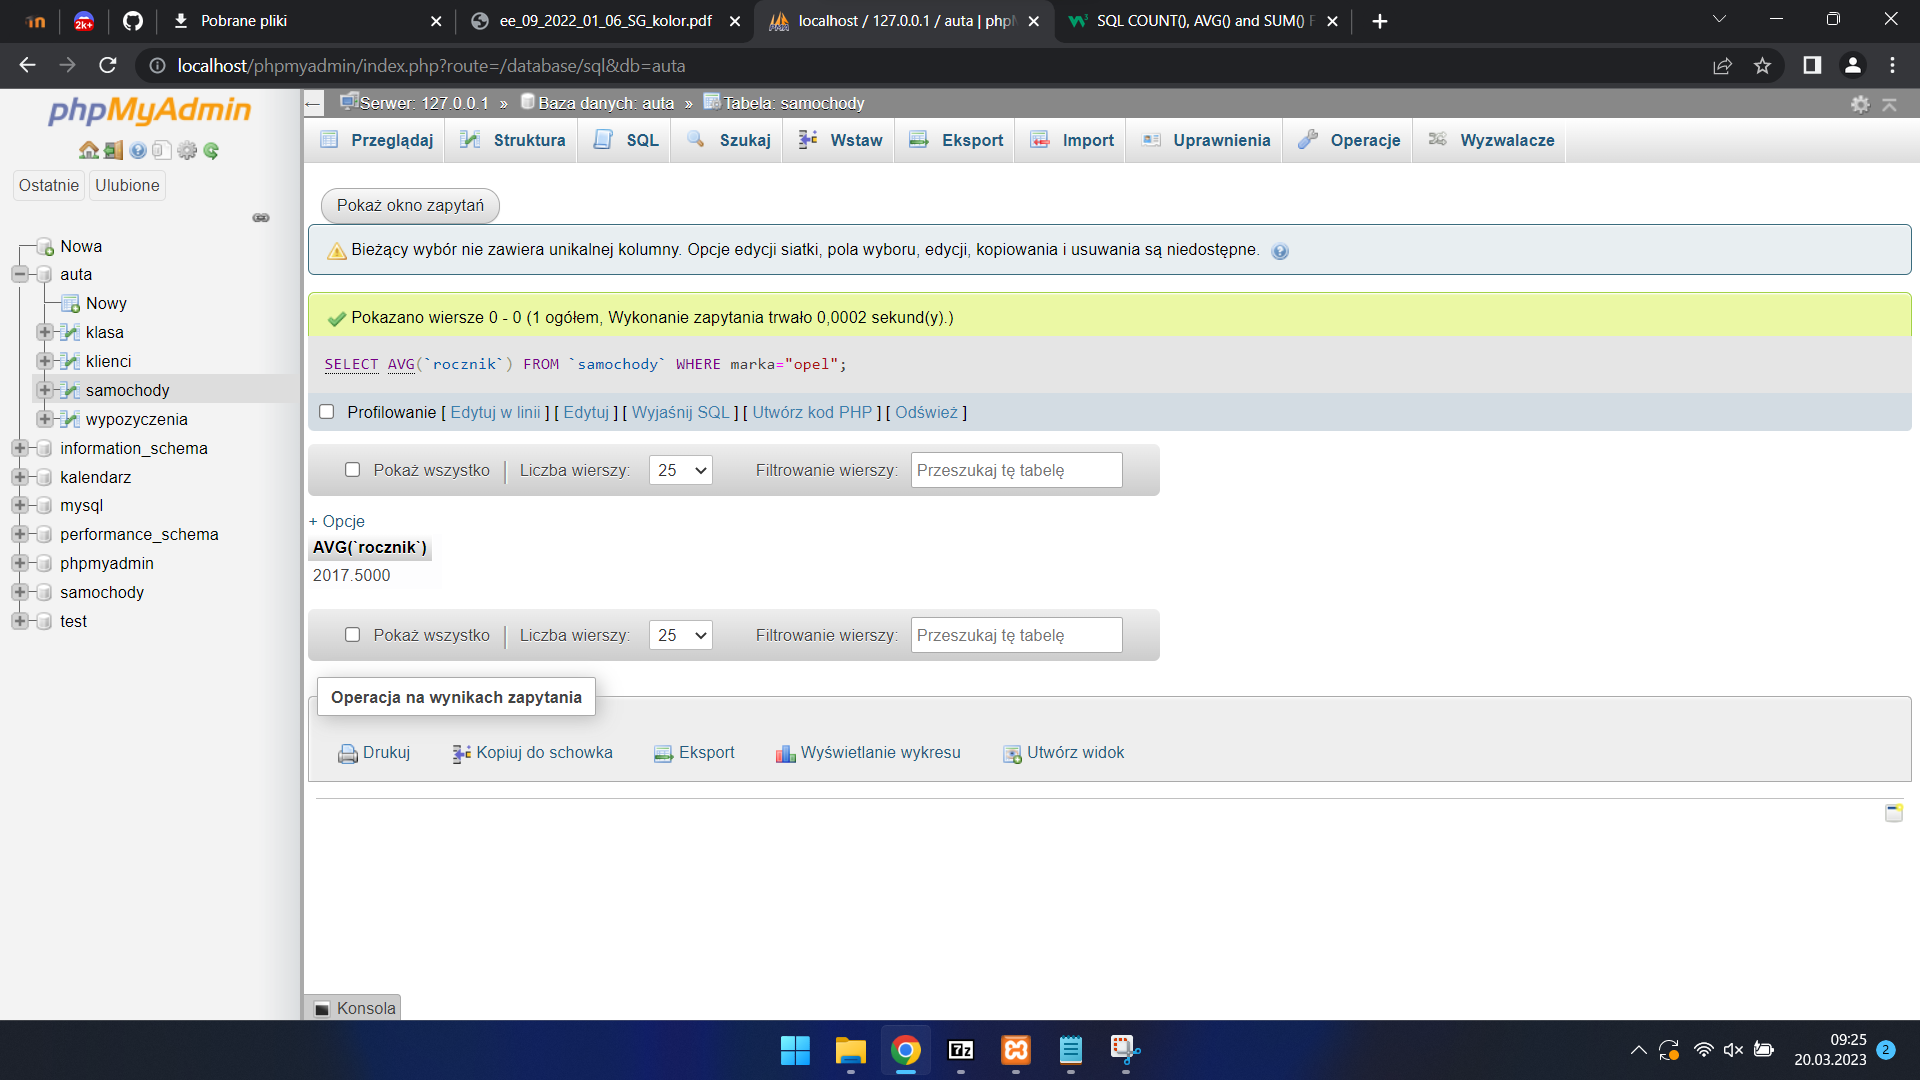 Pobrane pliki
ee_09_2022_01_06_SG_kolor.pdf
localhost / 127.0.0.1 / auta | phpM
SQL COUNT(), AVG() and SUM() F
2k+
localhost/phpmyadmin/index.php?route=/database/sql&db=auta
phpMyAdmin
Ostatnie
Ulubione
Nowa
auta
Nowy
klasa
klienci
samochody
wypozyczenia
information_schema
kalendarz
mysql
performance_schema
phpmyadmin
samochody
test
Serwer: 127.0.0.1 » Baza danych: auta » Tabela: samochody
Przeglądaj Struktura SQL Szukaj Wstaw Eksport Import Uprawnienia Operacje Wyzwalacze
Pokaż okno zapytań
Bieżący wybór nie zawiera unikalnej kolumny. Opcje edycji siatki, pola wyboru, edycji, kopiowania i usuwania są niedostępne.
Pokazano wiersze 0 - 0 (1 ogółem, Wykonanie zapytania trwało 0,0002 sekund(y).)
SELECT AVG(`rocznik`) FROM `samochody` WHERE marka="opel";
Profilowanie [ Edytuj w linii ] [ Edytuj ] [ Wyjaśnij SQL ] [ Utwórz kod PHP ] [ Odśwież ]
Pokaż wszystko | Liczba wierszy: 25 Filtrowanie wierszy: Przeszukaj tę tabelę
+ Opcje
AVG(`rocznik`)
2017.5000
Pokaż wszystko | Liczba wierszy: 25 Filtrowanie wierszy: Przeszukaj tę tabelę
Operacja na wynikach zapytania
Drukuj Kopiuj do schowka Eksport Wyświetlanie wykresu Utwórz widok
Konsola
7z
09:25
20.03.2023
2